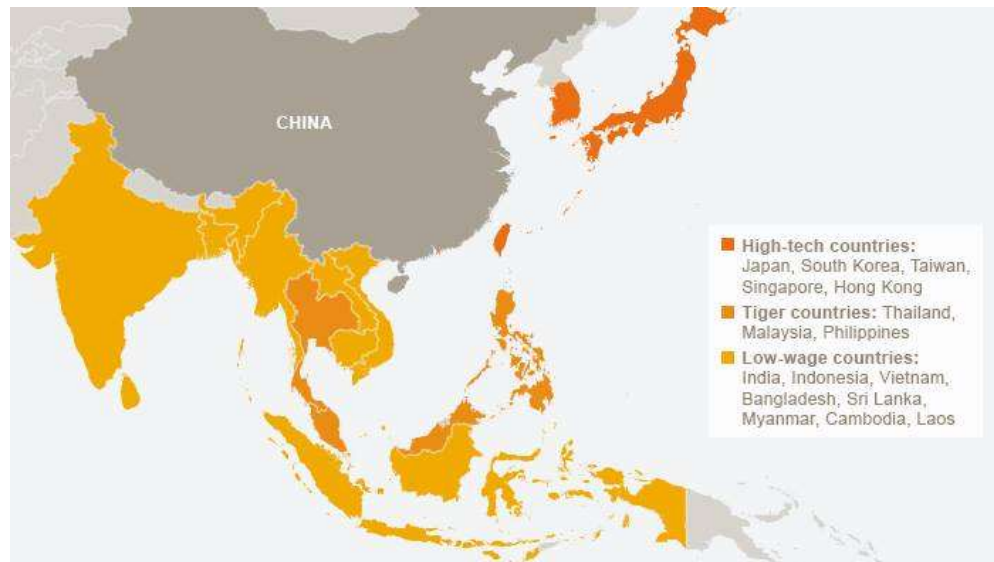 CHINA
High-tech countries:
Japan, South Korea, Taiwan,
Singapore, Hong Kong
Tiger countries: Thailand,
Malaysia, Philippines
Low-wage countries:
India, Indonesia, Vietnam,
Bangladesh, Sri Lanka,
Myanmar, Cambodia, Laos